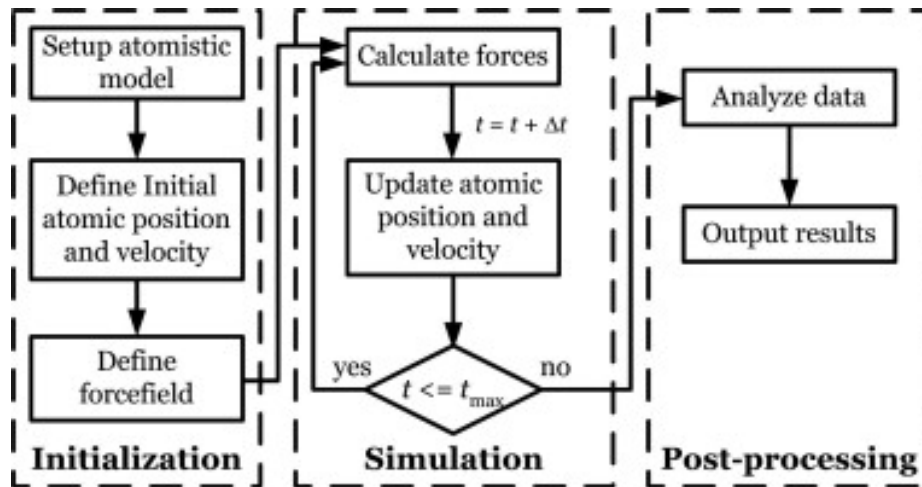 Setup atomistic
model
Define Initial
atomic position
and velocity
Define
forcefield
Initialization
Calculate forces
t = t + Δt
Update atomic
position and
velocity
yes
t <= tmax
no
Simulation
Analyze data
Output results
Post-processing